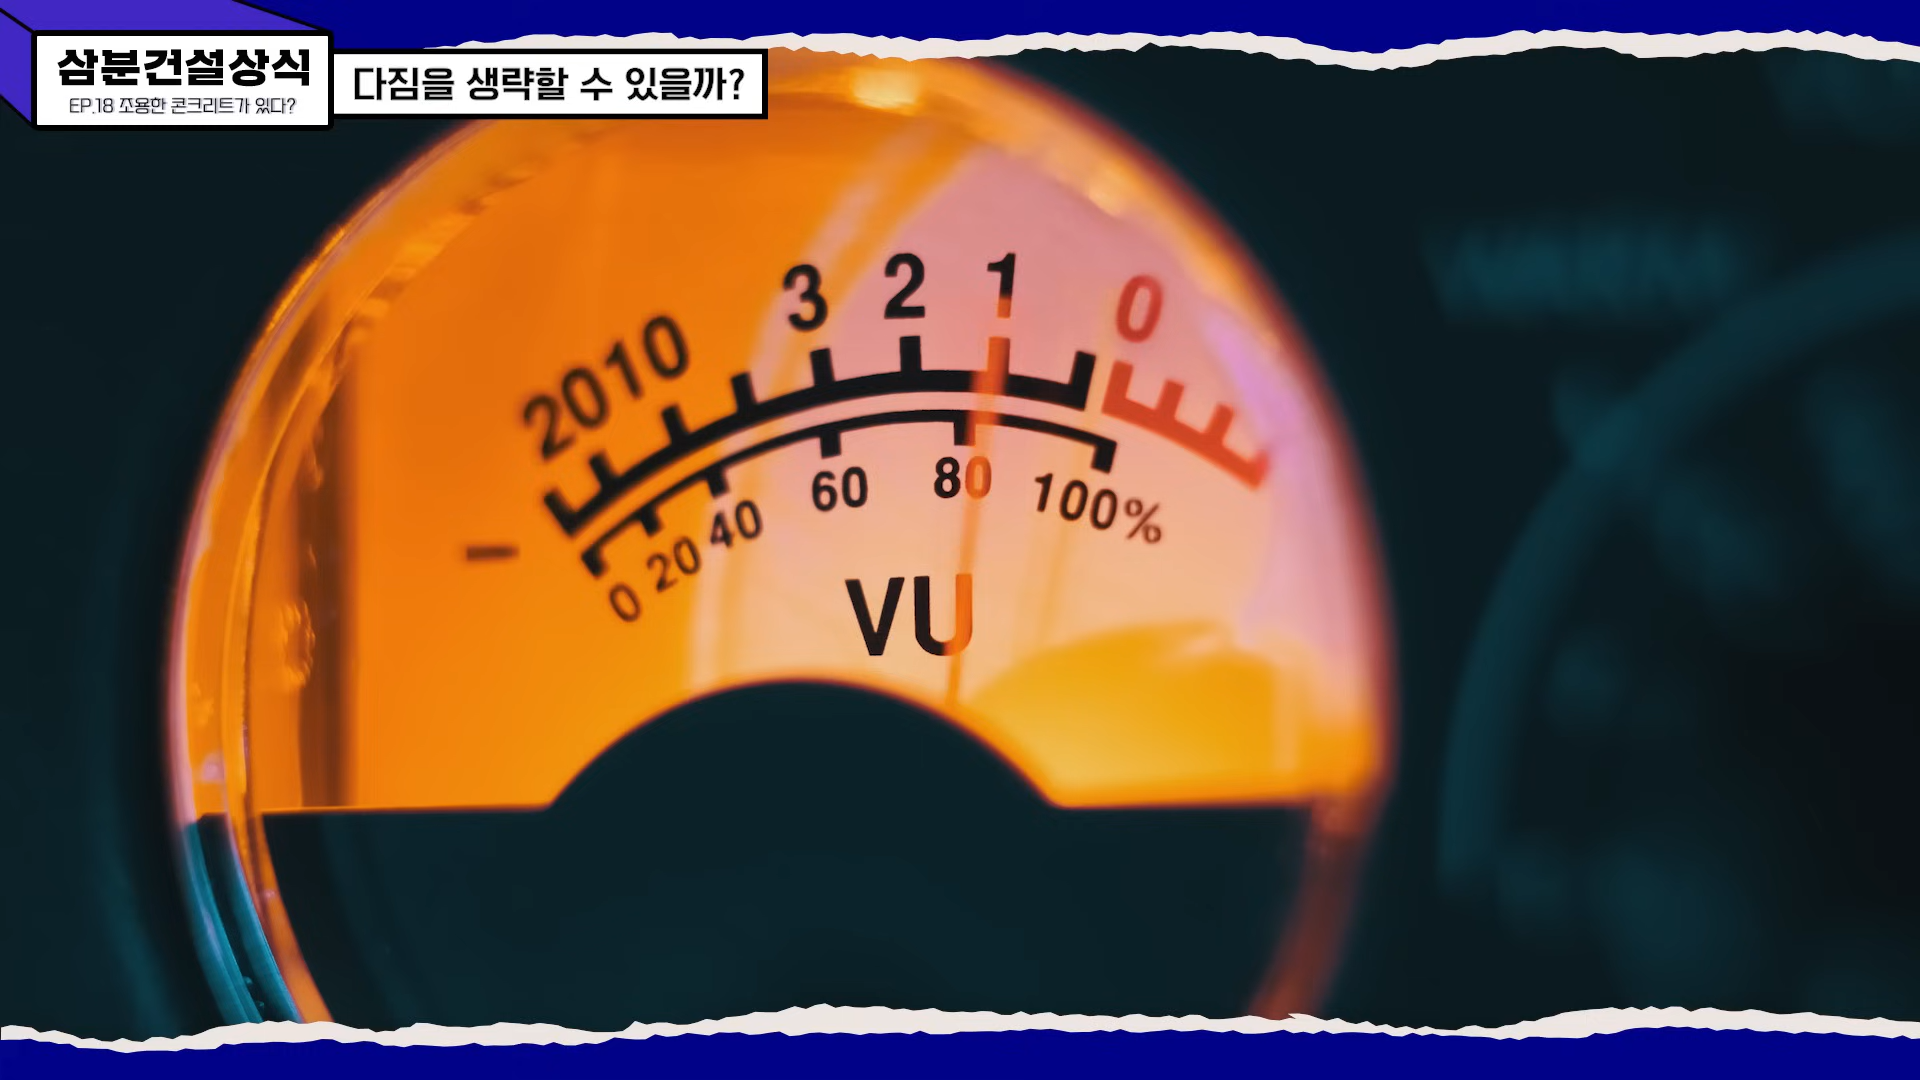 삼분건설상식
EP.18 조용한 콘크리트가 있다?
다짐을 생략할 수 있을까?
2010 3 2 1 0
0 20 40 60 80 100%
VU